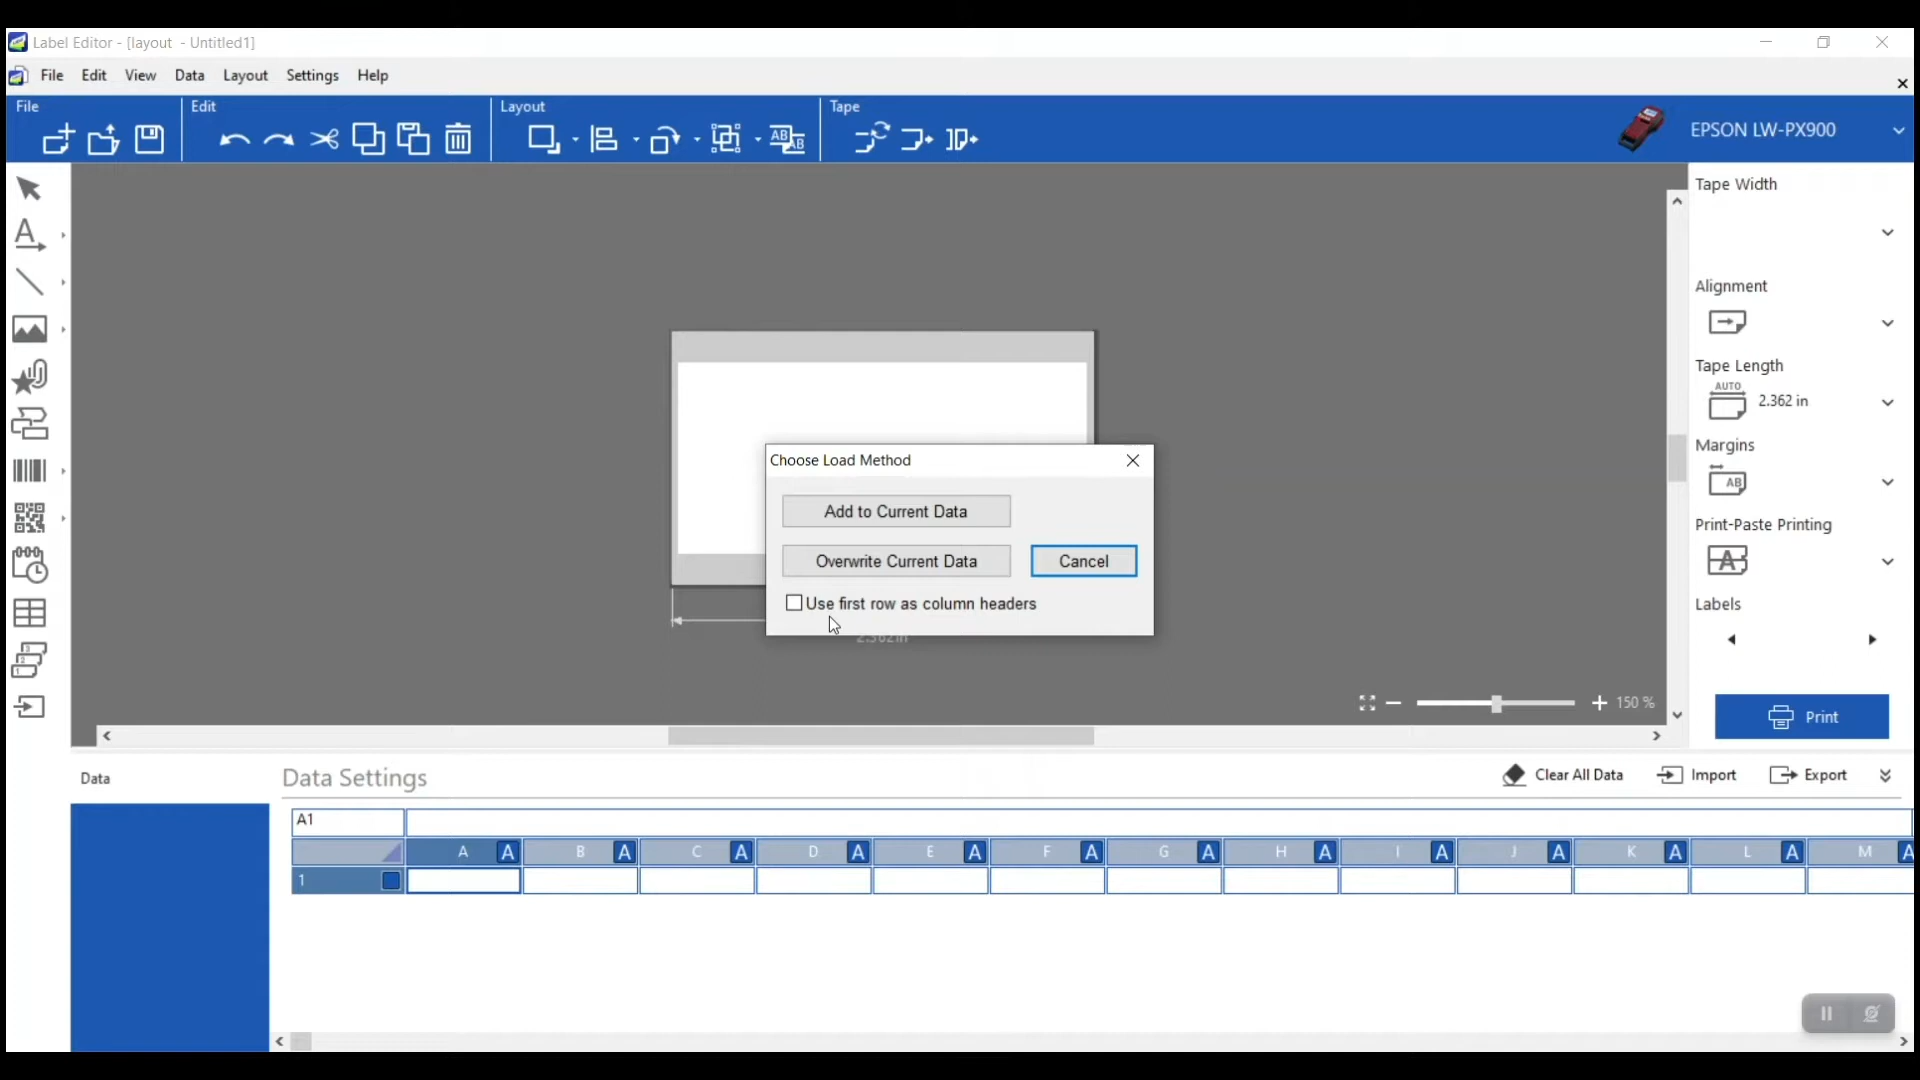 Label Editor - [layout - Untitled1]
File Edit View Data Layout Settings Help
File Edit Layout Tape
EPSON LW-PX900
Tape Width
Alignment
Tape Length
AUTO
2.362 in
Margins
AB
Print-Paste Printing
A
Labels
Print
Choose Load Method
Add to Current Data
Overwrite Current Data
Cancel
Use first row as column headers
2.362in
150 %
Data
Data Settings
Clear All Data
Import
Export
A1
A A B A C A D A E A F A G A H A I A J A K A L A M A
1